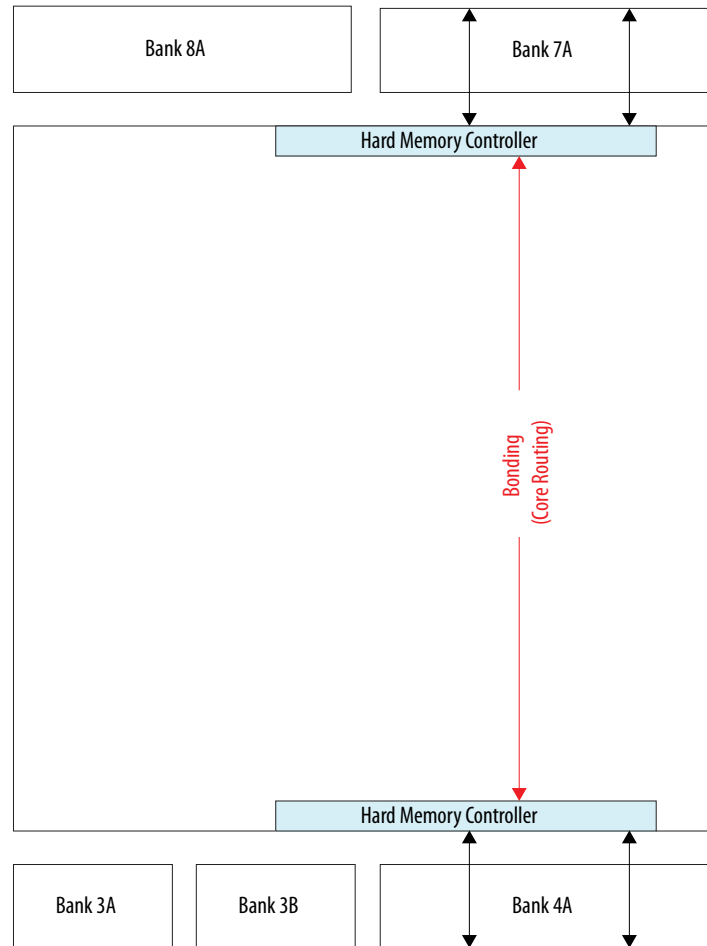 Bank 8A
Bank 7A
Hard Memory Controller
Bonding
(Core Routing)
Hard Memory Controller
Bank 3A
Bank 3B
Bank 4A